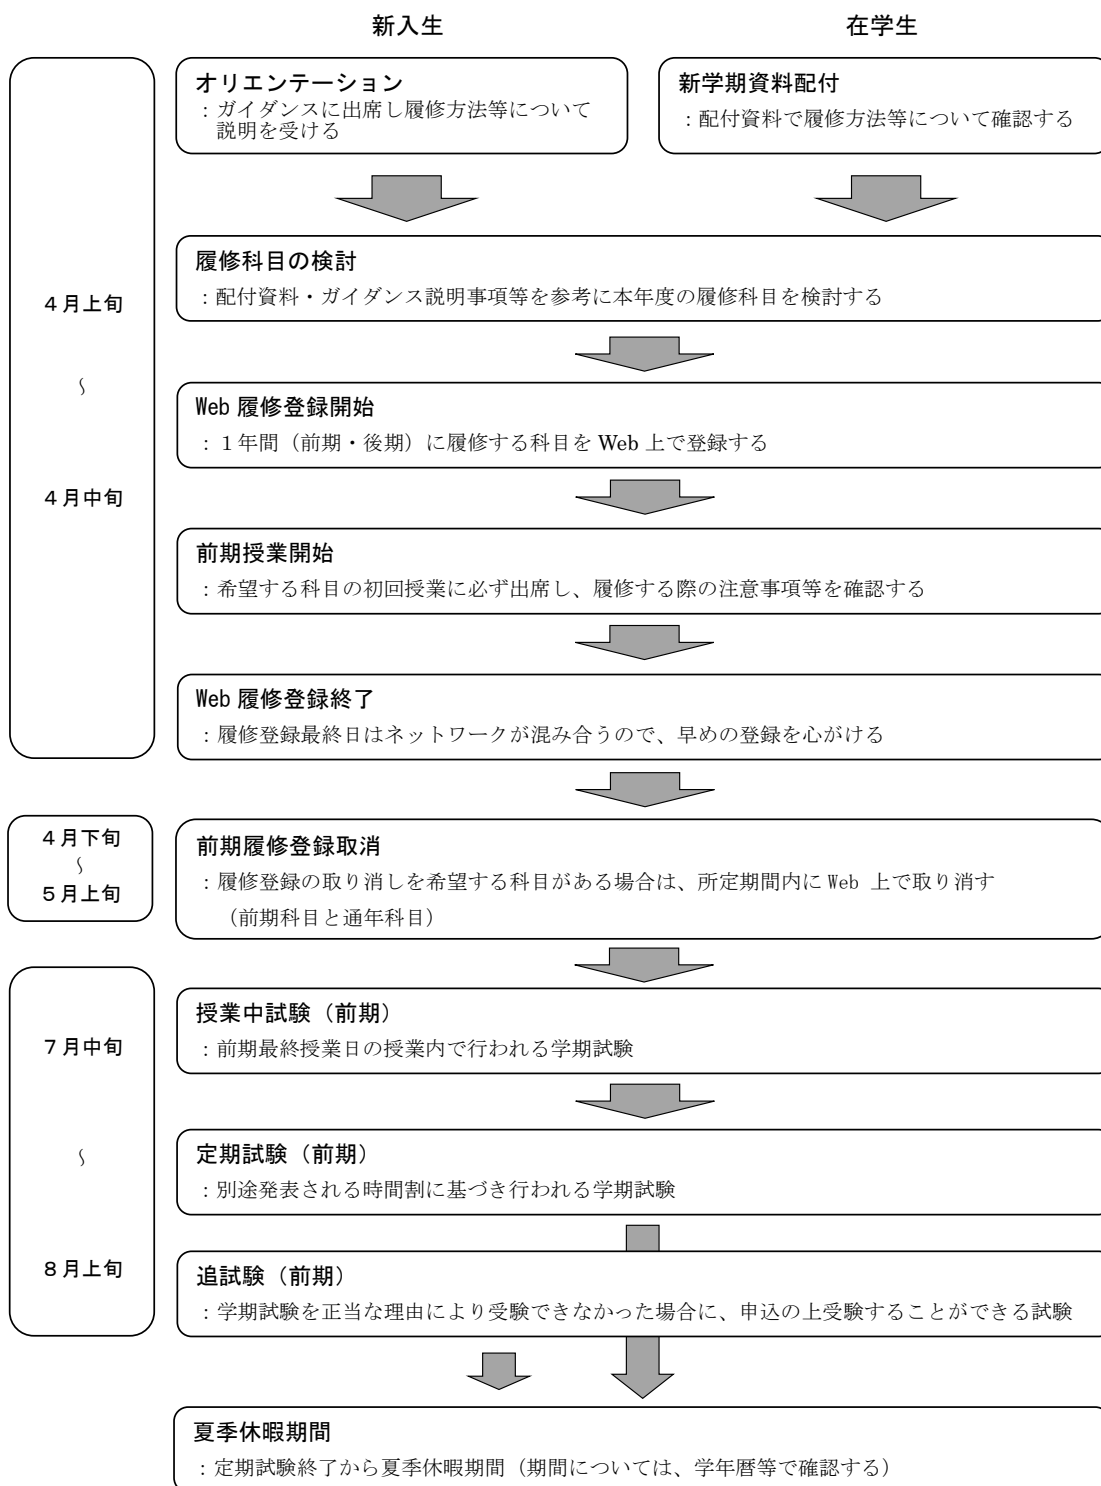 新入生
在学生
オリエンテーション
：ガイダンスに出席し履修方法等について
説明を受ける
新学期資料配付
：配付資料で履修方法等について確認する
４月上旬
～
４月中旬
履修科目の検討
：配付資料・ガイダンス説明事項等を参考に本年度の履修科目を検討する
Web 履修登録開始
：１年間（前期・後期）に履修する科目を Web 上で登録する
前期授業開始
：希望する科目の初回授業に必ず出席し、履修する際の注意事項等を確認する
Web 履修登録終了
：履修登録最終日はネットワークが混み合うので、早めの登録を心がける
４月下旬
～
５月上旬
前期履修登録取消
：履修登録の取り消しを希望する科目がある場合は、所定期間内に Web 上で取り消す
（前期科目と通年科目）
７月中旬
～
８月上旬
授業中試験（前期）
：前期最終授業日の授業内で行われる学期試験
定期試験（前期）
：別途発表される時間割に基づき行われる学期試験
追試験（前期）
：学期試験を正当な理由により受験できなかった場合に、申込の上受験することができる試験
夏季休暇期間
：定期試験終了から夏季休暇期間（期間については、学年暦等で確認する）